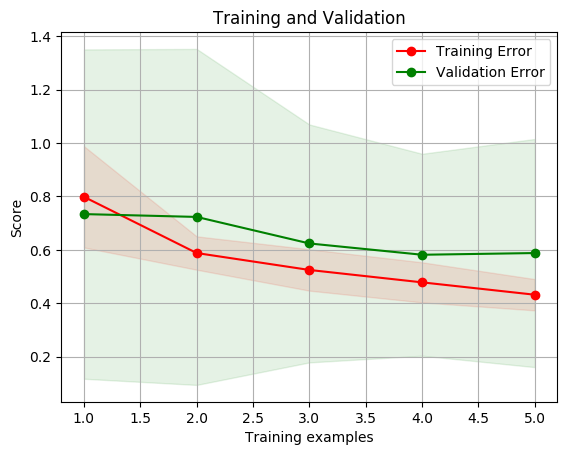 Training and Validation
Training Error
Validation Error
Score
1.4
1.2
1.0
0.8
0.6
0.4
0.2
1.0 1.5 2.0 2.5 3.0 3.5 4.0 4.5 5.0
Training examples